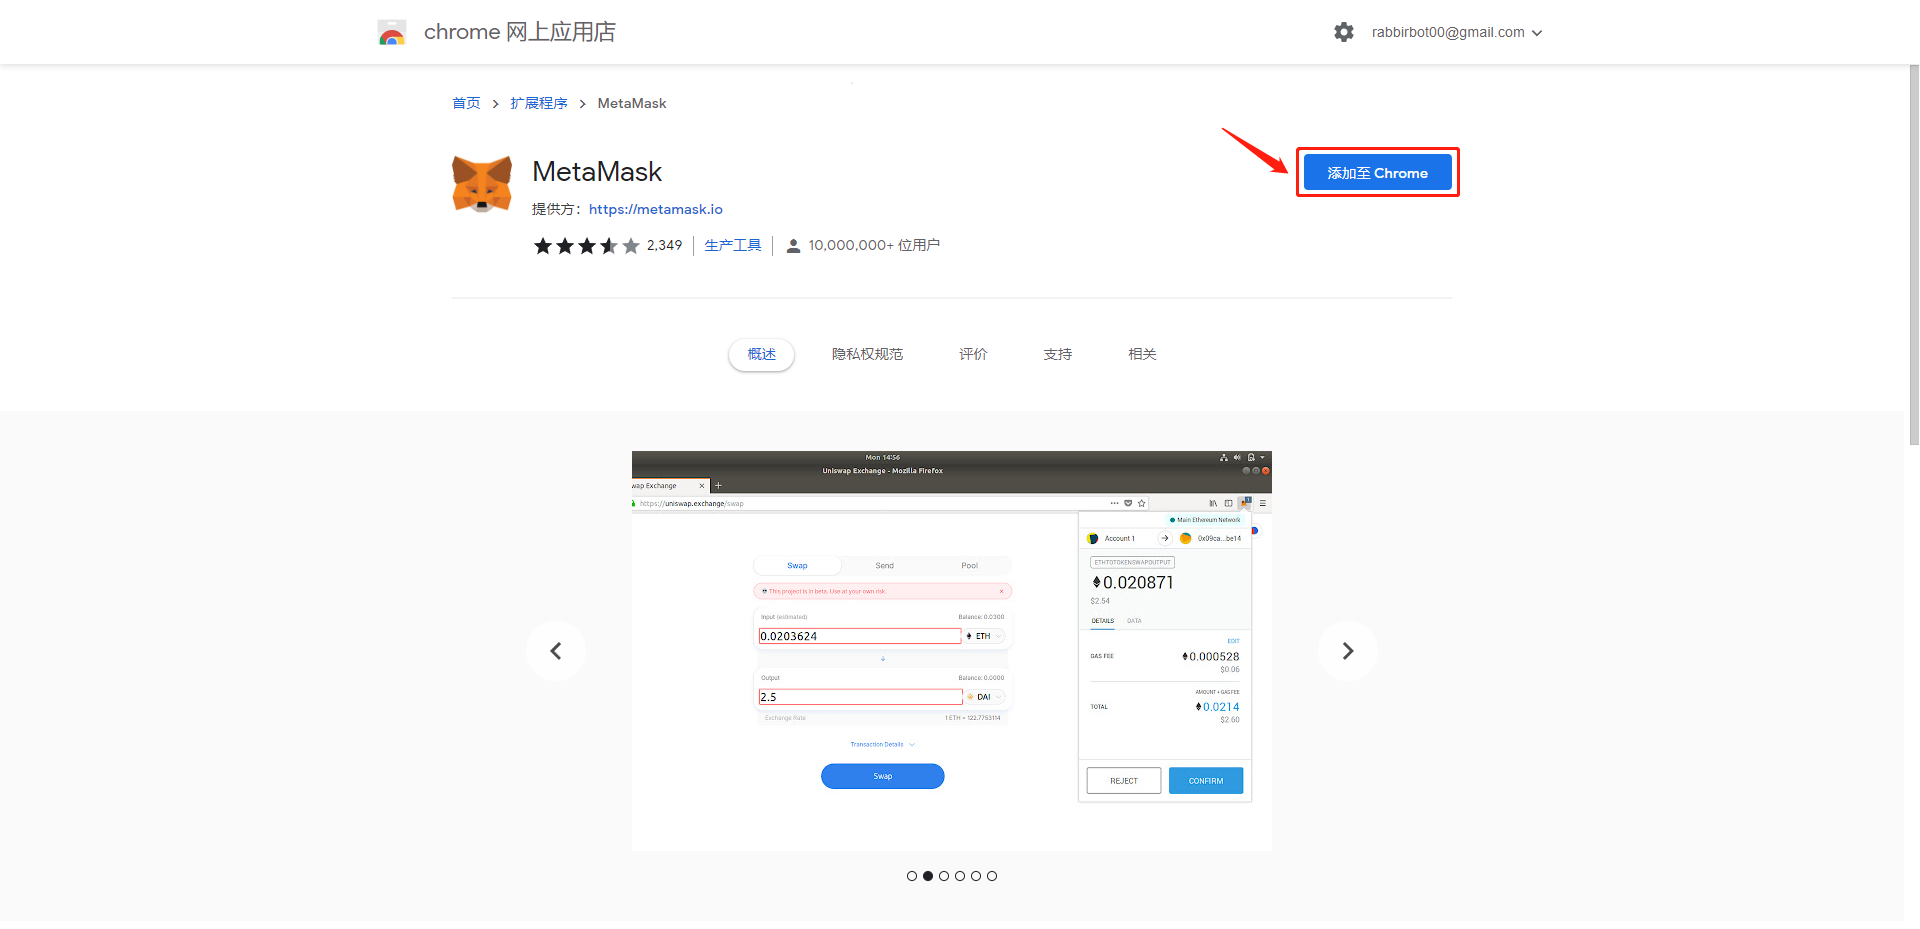 chrome 网上应用店
rabbirbot00@gmail.com
首页 > 扩展程序 > MetaMask
MetaMask
添加至 Chrome
提供方: https://metamask.io
2,349
生产工具
10,000,000+ 位用户
概述
隐私权规范
评价
支持
相关
Mon 14:56
Uniswap Exchange - Mozilla Firefox
wap Exchange
https://uniswap.exchange/swap
Main Ethereum Network
Account 1
0x09ca...be14
ETHTOTOKENSWAPOUTPUT
0.020871
$2.54
DETAILS
DATA
EDIT
GAS FEE
0.000528
$0.06
AMOUNT + GAS FEE
TOTAL
0.0214
$2.60
REJECT
CONFIRM
Swap
Send
Pool
This project is in beta. Use at your own risk.
Input (estimated)
Balance: 0.0300
0.0203624
ETH
Output
Balance: 0.0000
2.5
DAI
Exchange Rate
1 ETH = 122.7753114
Transaction Details
Swap